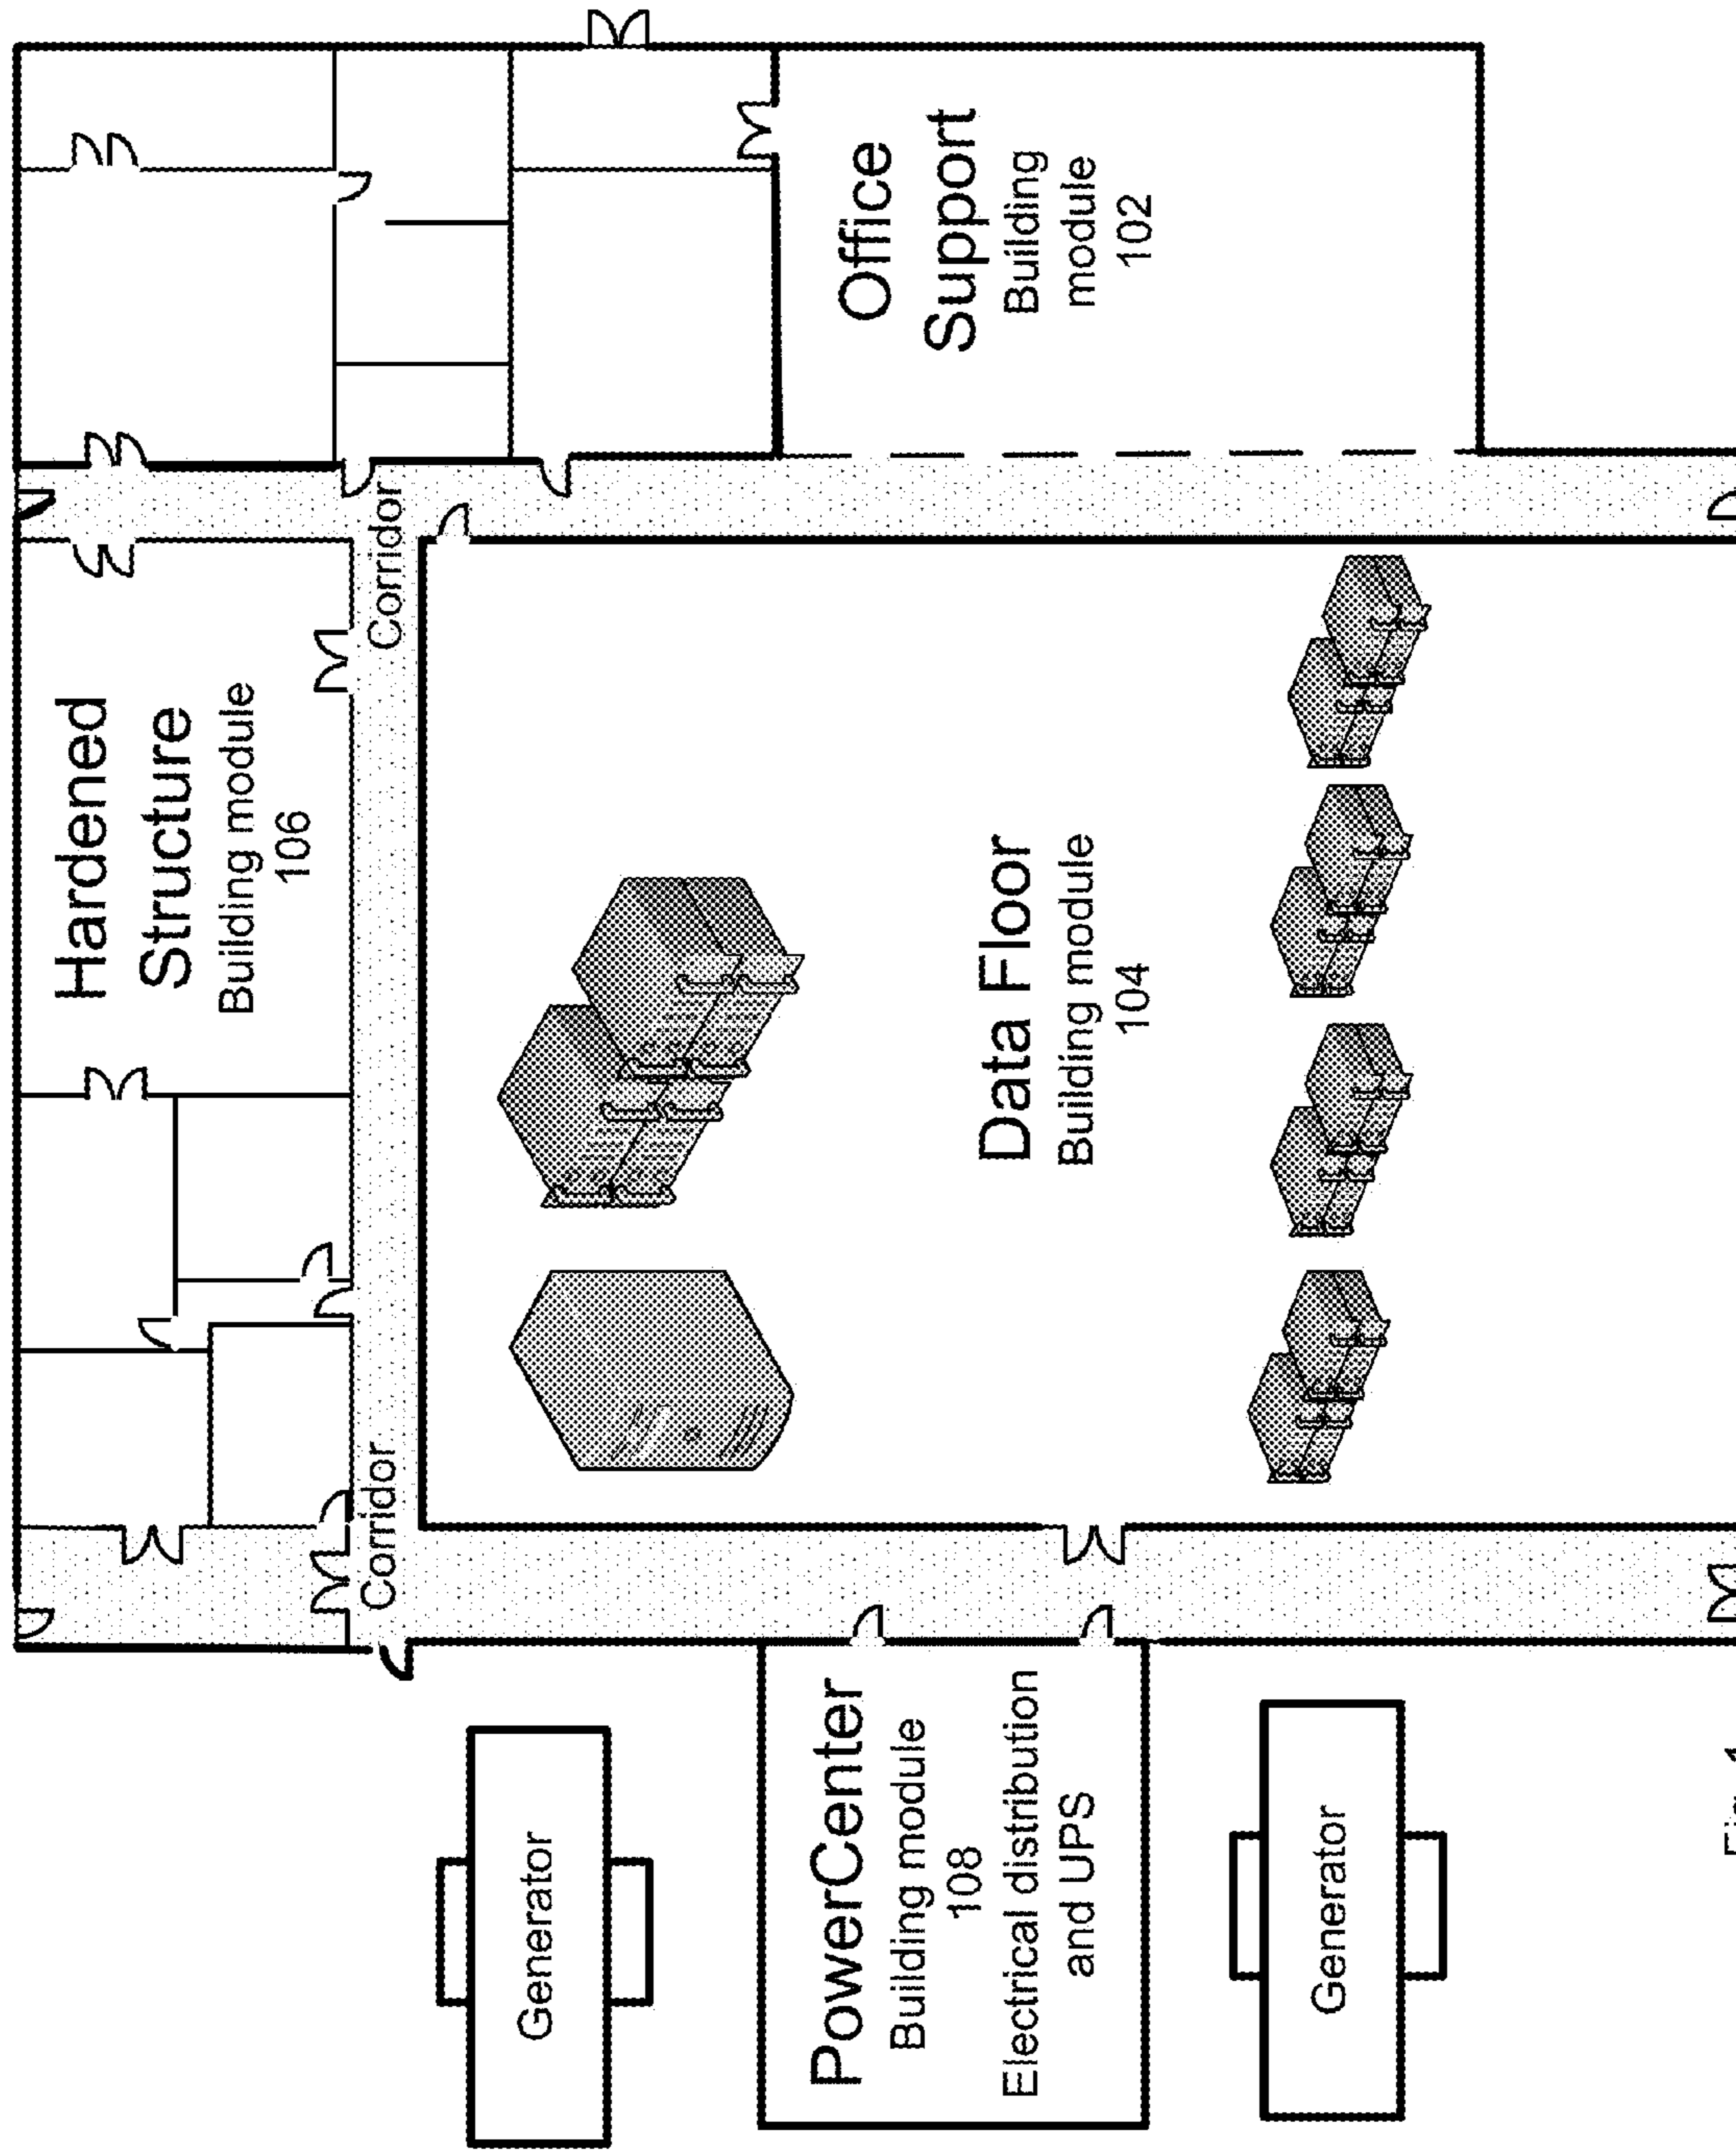 Hardened
Structure
Building module
106
Corridor
Corridor
Office
Support
Building
module
102
Data Floor
Building module
104
PowerCenter
Building module
108
Electrical distribution
and UPS
Generator
Generator